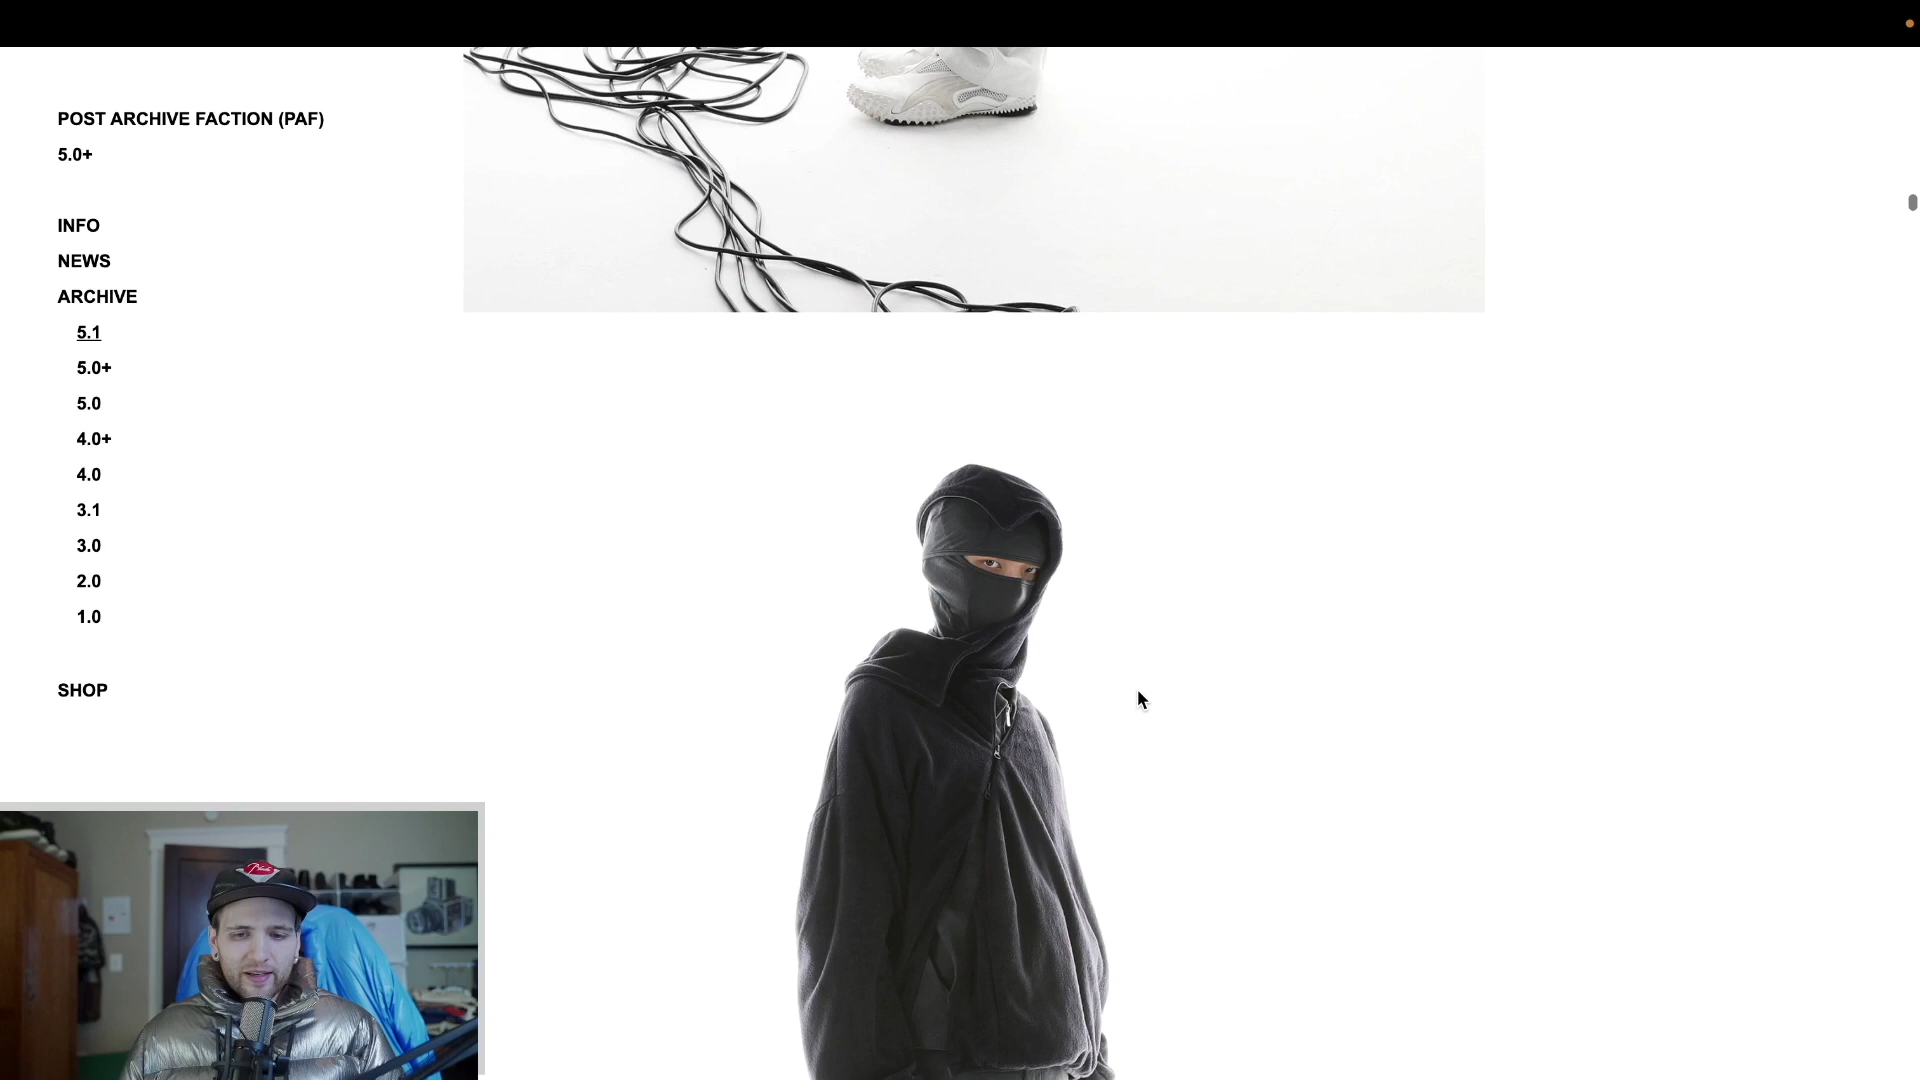 POST ARCHIVE FACTION (PAF)
5.0+
INFO
NEWS
ARCHIVE
5.1
5.0+
5.0
4.0+
4.0
3.1
3.0
2.0
1.0
SHOP